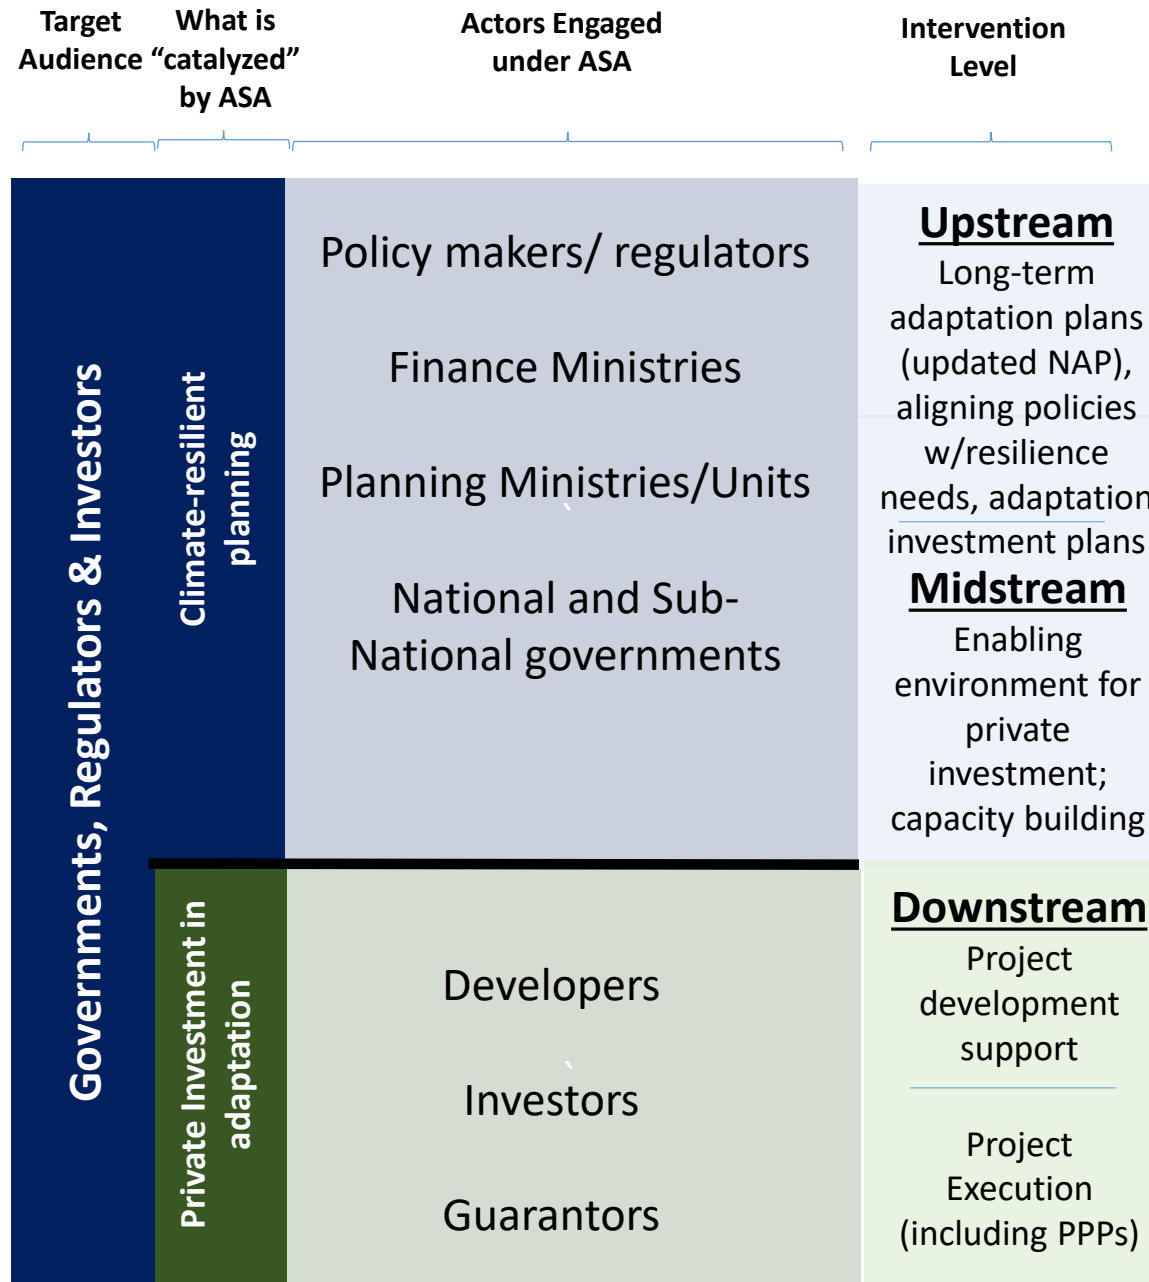 Target
Audience
What is
“catalyzed”
by ASA
Actors Engaged
under ASA
Intervention
Level
Governments, Regulators & Investors
Climate-resilient
planning
Policy makers/ regulators
Finance Ministries
Planning Ministries/Units
National and Sub-
National governments
Upstream
Long-term
adaptation plans
(updated NAP),
aligning policies
w/resilience
needs, adaptation
investment plans
Midstream
Enabling
environment for
private
investment;
capacity building
Private Investment in
adaptation
Developers
Investors
Guarantors
Downstream
Project
development
support
Project
Execution
(including PPPs)